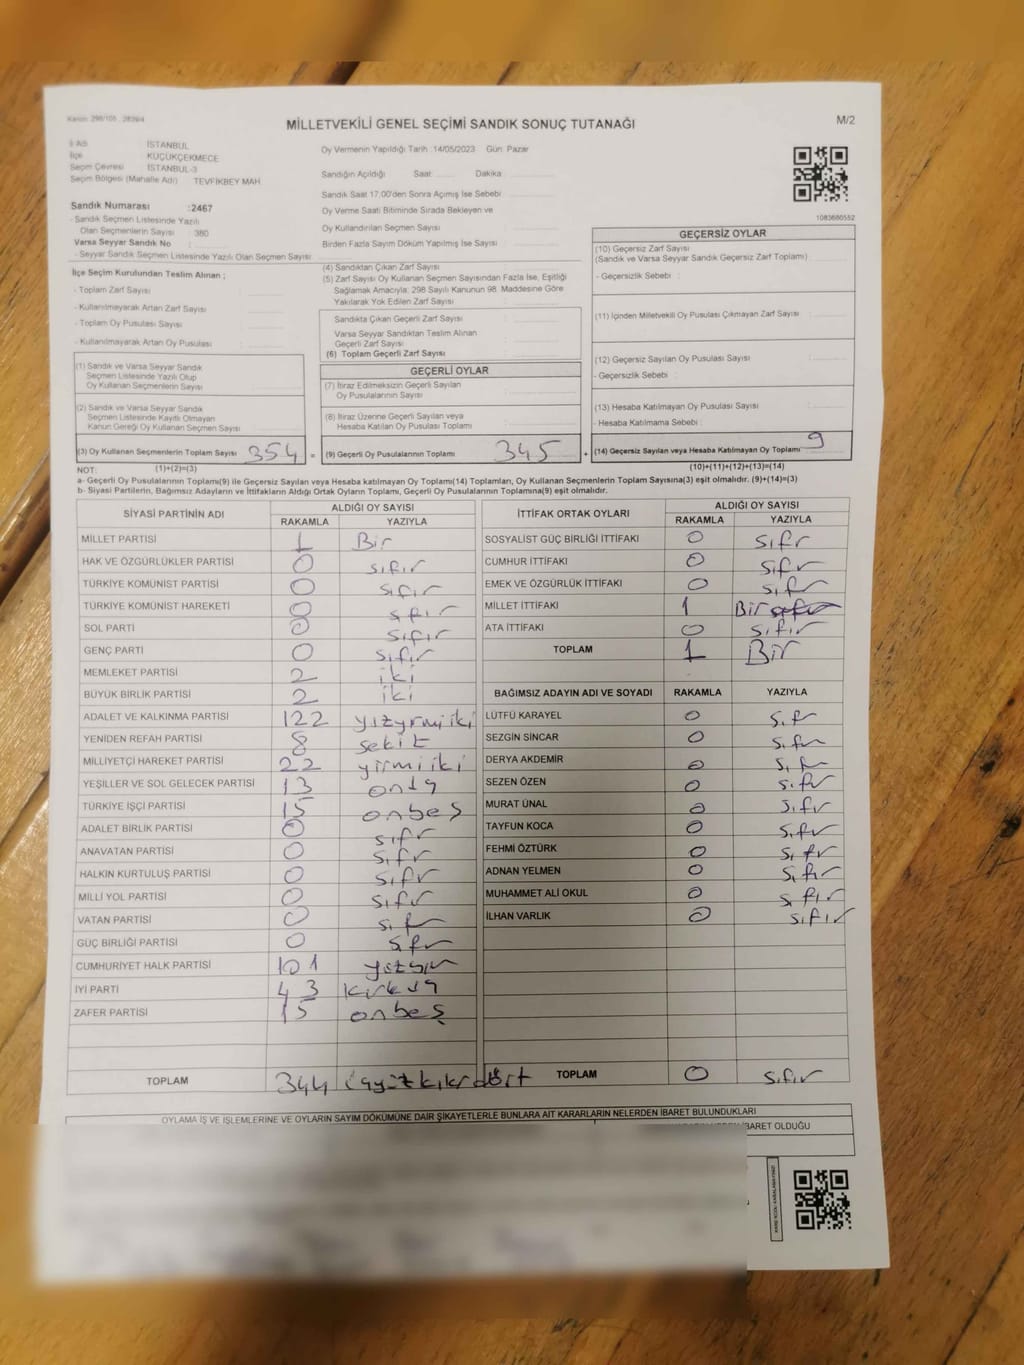 Kanun: 298/105 , 2839/4
MİLLETVEKİLİ GENEL SEÇİMİ SANDIK SONUÇ TUTANAĞI
M/2
İl Adı İSTANBUL
İlçe KÜÇÜKÇEKMECE
Seçim Çevresi İSTANBUL-3
Seçim Bölgesi (Mahalle Adı) TEVFİKBEY MAH
Sandık Numarası :2467
- Sandık Seçmen Listesinde Yazılı
Olan Seçmenlerin Sayısı : 380
Varsa Seyyar Sandık No :
- Seyyar Sandık Seçmen Listesinde Yazılı Olan Seçmen Sayısı :
Oy Vermenin Yapıldığı Tarih :14/05/2023 Gün: Pazar
Sandığın Açıldığı Saat Dakika
Sandık Saat 17.00'den Sonra Açılmış İse Sebebi
Oy Verme Saati Bitiminde Sırada Bekleyen ve
Oy Kullandırılan Seçmen Sayısı :
Birden Fazla Sayım Döküm Yapılmış İse Sayısı :
1083680552
İlçe Seçim Kurulundan Teslim Alınan ;
- Toplam Zarf Sayısı :
- Kullanılmayarak Artan Zarf Sayısı :
- Toplam Oy Pusulası Sayısı :
- Kullanılmayarak Artan Oy Pusulası :
(1) Sandık ve Varsa Seyyar Sandık
Seçmen Listesinde Yazılı Olup
Oy Kullanan Seçmenlerin Sayısı :
(2) Sandık ve Varsa Seyyar Sandık
Seçmen Listesinde Kayıtlı Olmayan
Kanun Gereği Oy Kullanan Seçmen Sayısı :
(3) Oy Kullanan Seçmenlerin Toplam Sayısı 354 =
(4) Sandıktan Çıkan Zarf Sayısı :
(5) Zarf Sayısı Oy Kullanan Seçmen Sayısından Fazla İse, Eşitliği
Sağlamak Amacıyla; 298 Sayılı Kanunun 98. Maddesine Göre
Yakılarak Yok Edilen Zarf Sayısı :
Sandıkta Çıkan Geçerli Zarf Sayısı :
Varsa Seyyar Sandıktan Teslim Alınan
Geçerli Zarf Sayısı :
(6) Toplam Geçerli Zarf Sayısı :
GEÇERLİ OYLAR
(7) İtiraz Edilmeksizin Geçerli Sayılan
Oy Pusulalarının Sayısı :
(8) İtiraz Üzerine Geçerli Sayılan veya
Hesaba Katılan Oy Pusulası Toplamı :
(9) Geçerli Oy Pusulalarının Toplamı : 345 +
GEÇERSİZ OYLAR
(10) Geçersiz Zarf Sayısı
(Sandık ve Varsa Seyyar Sandık Geçersiz Zarf Toplamı) :
- Geçersizlik Sebebi :
(11) İçinden Milletvekili Oy Pusulası Çıkmayan Zarf Sayısı :
(12) Geçersiz Sayılan Oy Pusulası Sayısı :
- Geçersizlik Sebebi :
(13) Hesaba Katılmayan Oy Pusulası Sayısı :
- Hesaba Katılmama Sebebi :
(14) Geçersiz Sayılan veya Hesaba Katılmayan Oy Toplamı : 9
NOT: (1)+(2)=(3) (10)+(11)+(12)+(13)=(14)
a- Geçerli Oy Pusulalarının Toplamı(9) ile Geçersiz Sayılan veya Hesaba Katılmayan Oy Toplamı(14) Toplamları, Oy Kullanan Seçmenlerin Toplam Sayısına(3) eşit olmalıdır. (9)+(14)=(3)
b- Siyasi Partilerin, Bağımsız Adayların ve İttifakların Aldığı Ortak Oyların Toplamı, Geçerli Oy Pusulalarının Toplamına(9) eşit olmalıdır.
SİYASİ PARTİNİN ADI ALDIĞI OY SAYISI
RAKAMLA YAZIYLA
MİLLET PARTİSİ 1 Bir
HAK VE ÖZGÜRLÜKLER PARTİSİ 0 sıfır
TÜRKİYE KOMÜNİST PARTİSİ 0 sıfır
TÜRKİYE KOMÜNİST HAREKETİ 0 sıfır
SOL PARTİ 0 sıfır
GENÇ PARTİ 0 sıfır
MEMLEKET PARTİSİ 2 iki
BÜYÜK BİRLİK PARTİSİ 2 iki
ADALET VE KALKINMA PARTİSİ 122 yizyrmi iki
YENİDEN REFAH PARTİSİ 8 sekit
MİLLİYETÇİ HAREKET PARTİSİ 22 yirmi iki
YEŞİLLER VE SOL GELECEK PARTİSİ 13
TÜRKİYE İŞÇİ PARTİSİ 15 onbeş
ADALET BİRLİK PARTİSİ 0 sıfr
ANAVATAN PARTİSİ 0 sıfr
HALKIN KURTULUŞ PARTİSİ 0 sıfr
MİLLİ YOL PARTİSİ 0 sıfr
VATAN PARTİSİ 0 sıfr
GÜÇ BİRLİĞİ PARTİSİ 0 sıfr
CUMHURİYET HALK PARTİSİ 101
İYİ PARTİ 43
ZAFER PARTİSİ 15 onbeş
TOPLAM 344
İTTİFAK ORTAK OYLARI ALDIĞI OY SAYISI
RAKAMLA YAZIYLA
SOSYALİST GÜÇ BİRLİĞİ İTTİFAKI 0 sıfr
CUMHUR İTTİFAKI 0 sıfr
EMEK VE ÖZGÜRLÜK İTTİFAKI 0 sıfr
MİLLET İTTİFAKI 1 Bir
ATA İTTİFAKI 0 sıfır
TOPLAM 1 Bir
BAĞIMSIZ ADAYIN ADI VE SOYADI RAKAMLA YAZIYLA
LÜTFÜ KARAYEL 0 sıfr
SEZGİN SİNCAR 0 sıfr
DERYA AKDEMİR 0 sıfr
SEZEN ÖZEN 0 sıfr
MURAT ÜNAL 0 sıfr
TAYFUN KOCA 0 sıfr
FEHMİ ÖZTÜRK 0 sıfr
ADNAN YELMEN 0 sıfır
MUHAMMET ALİ OKUL 0 sıfır
İLHAN VARLIK 0 sıfır
TOPLAM 0 sıfır
OYLAMA İŞ VE İŞLEMLERİNE VE OYLARIN SAYIM DÖKÜMÜNE DAİR ŞİKAYETLERLE BUNLARA AİT KARARLARIN NELERDEN İBARET BULUNDUKLARI
İBARET OLDUĞU